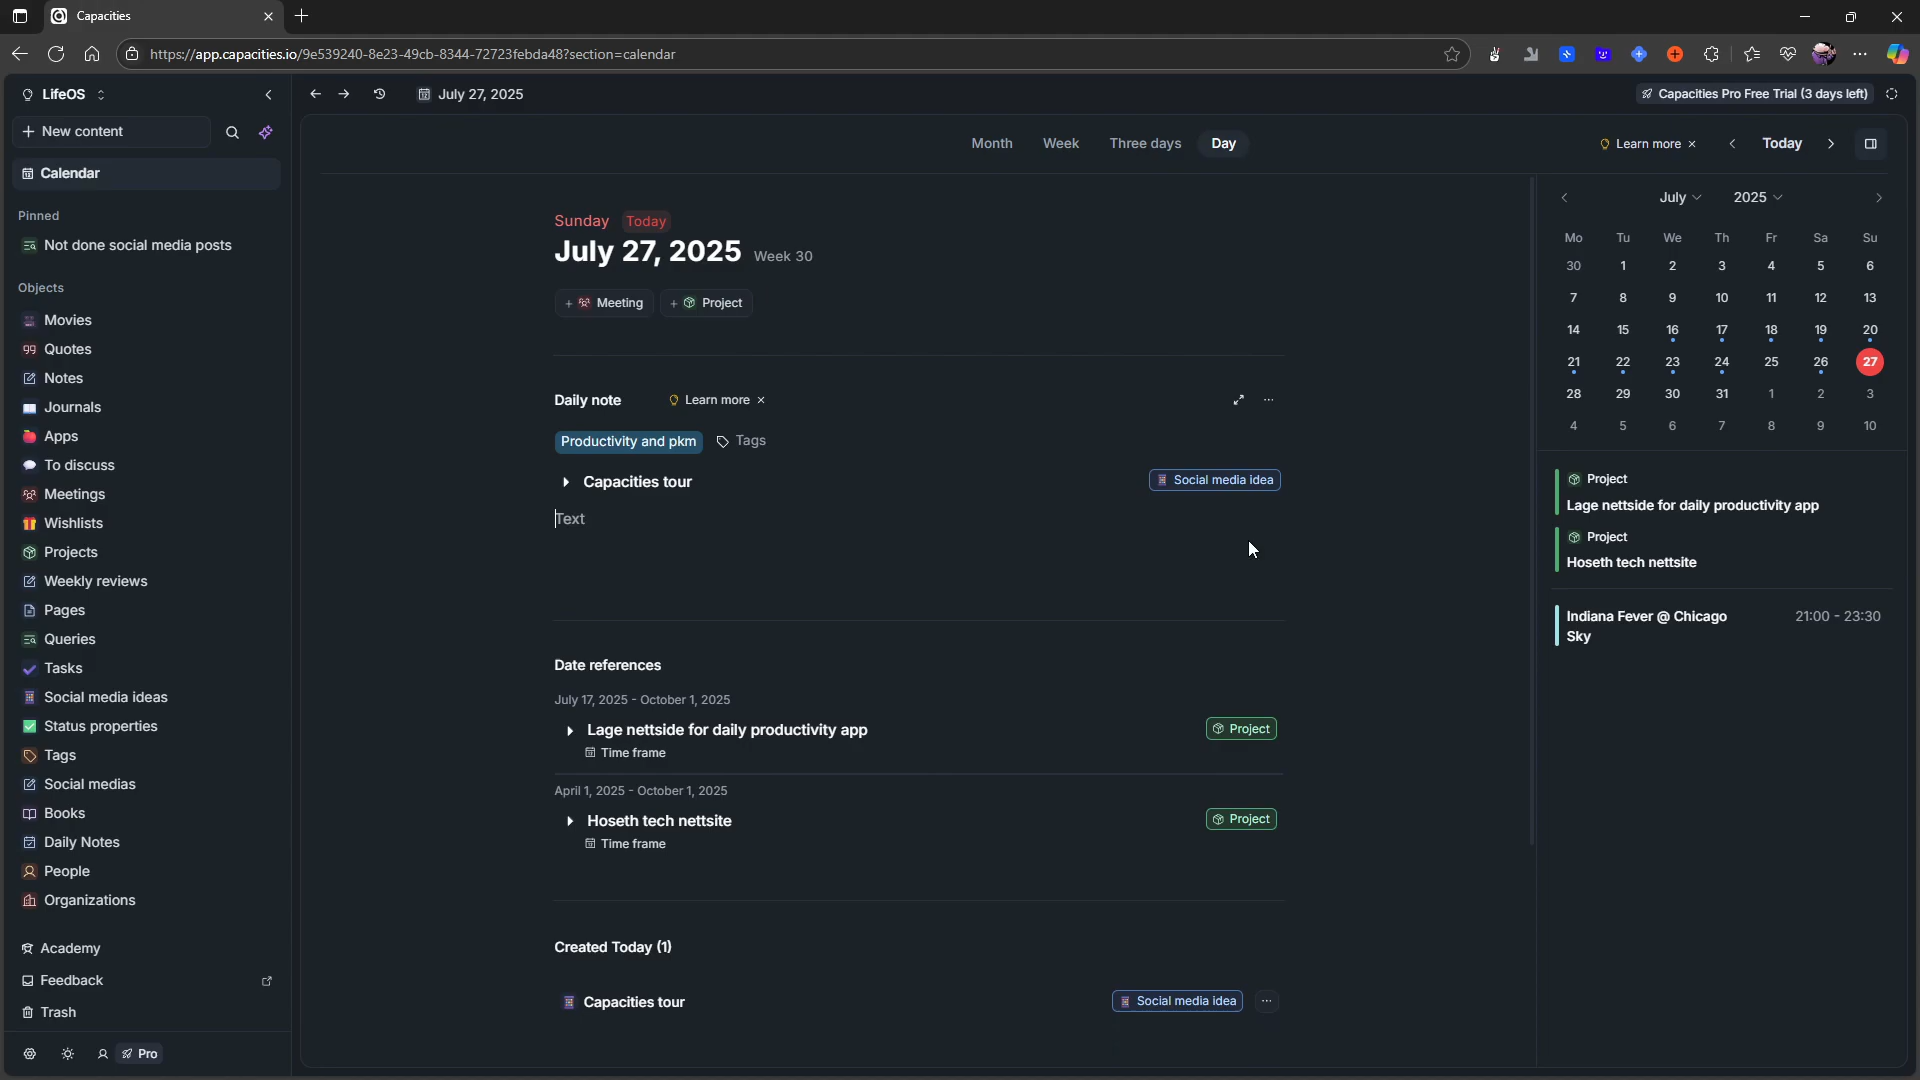 Capacities
https://app.capacities.io/9e539240-8e23-49cb-8344-72723febda48?section=calendar
LifeOS
July 27, 2025
Capacities Pro Free Trial (3 days left)
New content
Calendar
Pinned
Not done social media posts
Objects
Movies
Quotes
Notes
Journals
Apps
To discuss
Meetings
Wishlists
Projects
Weekly reviews
Pages
Queries
Tasks
Social media ideas
Status properties
Tags
Social medias
Books
Daily Notes
People
Organizations
Academy
Feedback
Trash
Pro
Month Week Three days Day
Learn more
Today
Sunday Today
July 27, 2025 Week 30
+ Meeting + Project
Daily note Learn more
Productivity and pkm Tags
Capacities tour Social media idea
Text
Date references
July 17, 2025 - October 1, 2025
Lage nettside for daily productivity app Project
Time frame
April 1, 2025 - October 1, 2025
Hoseth tech nettsite Project
Time frame
Created Today (1)
Capacities tour Social media idea
July 2025
Mo Tu We Th Fr Sa Su
30 1 2 3 4 5 6
7 8 9 10 11 12 13
14 15 16 17 18 19 20
21 22 23 24 25 26 27
28 29 30 31 1 2 3
4 5 6 7 8 9 10
Project
Lage nettside for daily productivity app
Project
Hoseth tech nettsite
Indiana Fever @ Chicago 21:00 - 23:30
Sky